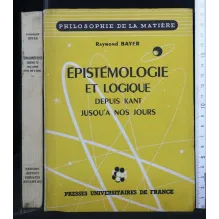 PHILOSOPHIE DE LA MATIÈRE
Raymond BAYER
ÉPISTÉMOLOGIE
ET LOGIQUE
DEPUIS KANT
JUSQU'A NOS JOURS
PRESSES UNIVERSITAIRES DE FRANCE